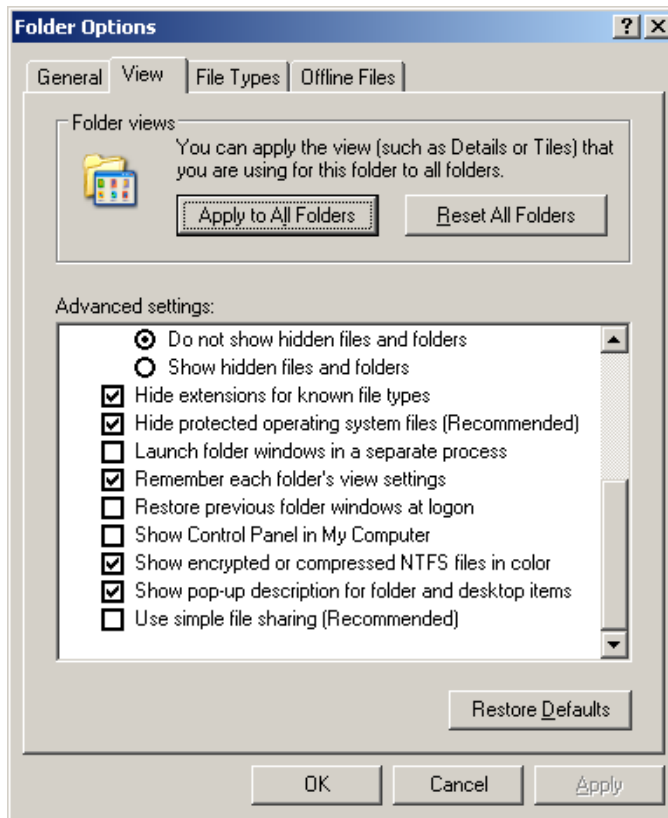 Folder Options
General View File Types Offline Files
Folder views
You can apply the view (such as Details or Tiles) that
you are using for this folder to all folders.
Apply to All Folders Reset All Folders
Advanced settings:
Do not show hidden files and folders
Show hidden files and folders
Hide extensions for known file types
Hide protected operating system files (Recommended)
Launch folder windows in a separate process
Remember each folder's view settings
Restore previous folder windows at logon
Show Control Panel in My Computer
Show encrypted or compressed NTFS files in color
Show pop-up description for folder and desktop items
Use simple file sharing (Recommended)
Restore Defaults
OK Cancel Apply